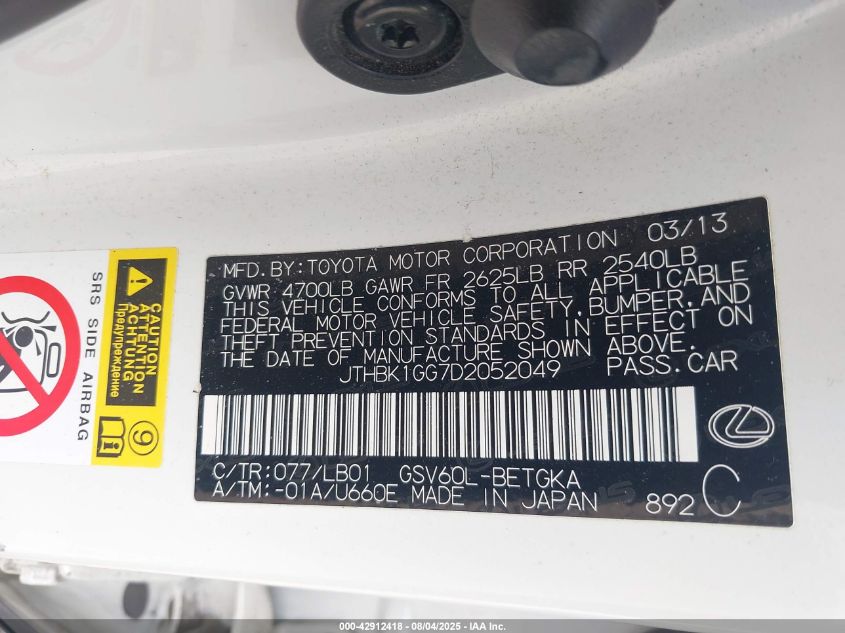 MFD. BY: TOYOTA MOTOR CORPORATION 03/13
GVWR 4700LB GAWR FR 2625LB RR 2540LB
THIS VEHICLE CONFORMS TO ALL APPLICABLE
FEDERAL MOTOR VEHICLE SAFETY, BUMPER, AND
THEFT PREVENTION STANDARDS IN EFFECT ON
THE DATE OF MANUFACTURE SHOWN ABOVE.
JTHBK1GG7D2052049 PASS. CAR
C/TR: 077/LB01 GSV60L-BETGKA
A/TM: -01A/U660E MADE IN JAPAN 892 C
SRS SIDE AIRBAG
CAUTION
ATTENTION
ACHTUNG
Предупреждение
9
000-42912418 - 08/04/2025 - IAA Inc.